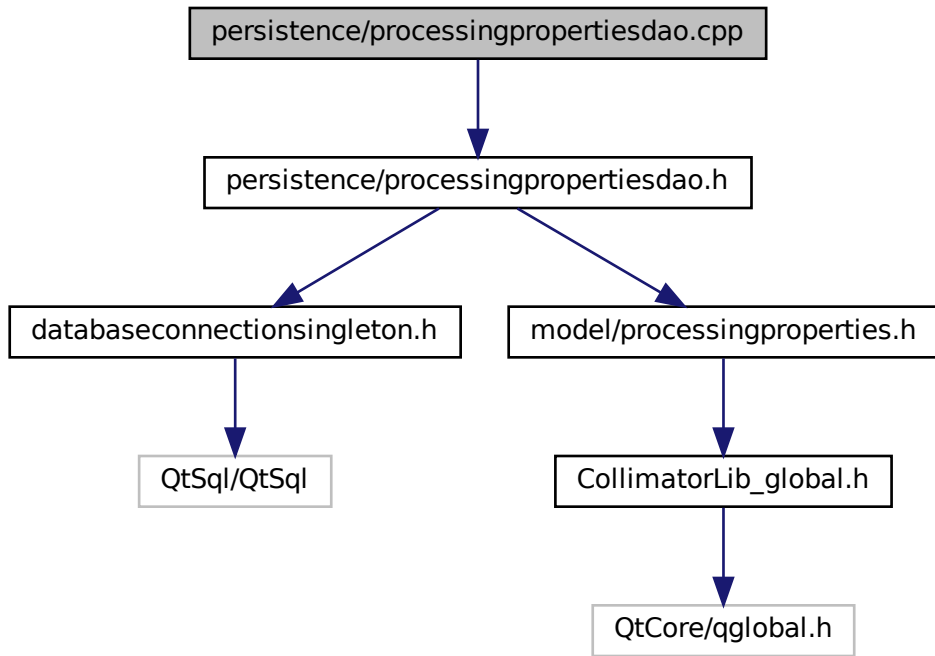 persistence/processingpropertiesdao.cpp
persistence/processingpropertiesdao.h
databaseconnectionsingleton.h
model/processingproperties.h
QtSql/QtSql
CollimatorLib_global.h
QtCore/qglobal.h